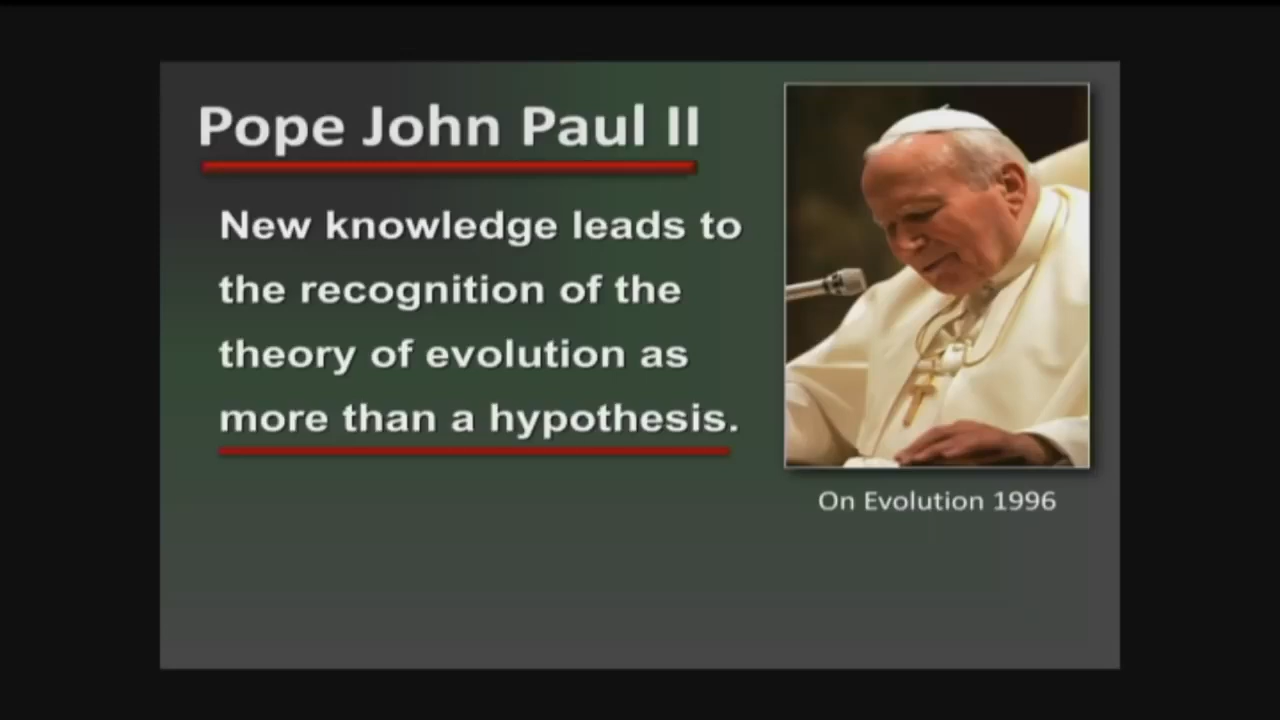 Pope John Paul II
New knowledge leads to
the recognition of the
theory of evolution as
more than a hypothesis.
On Evolution 1996